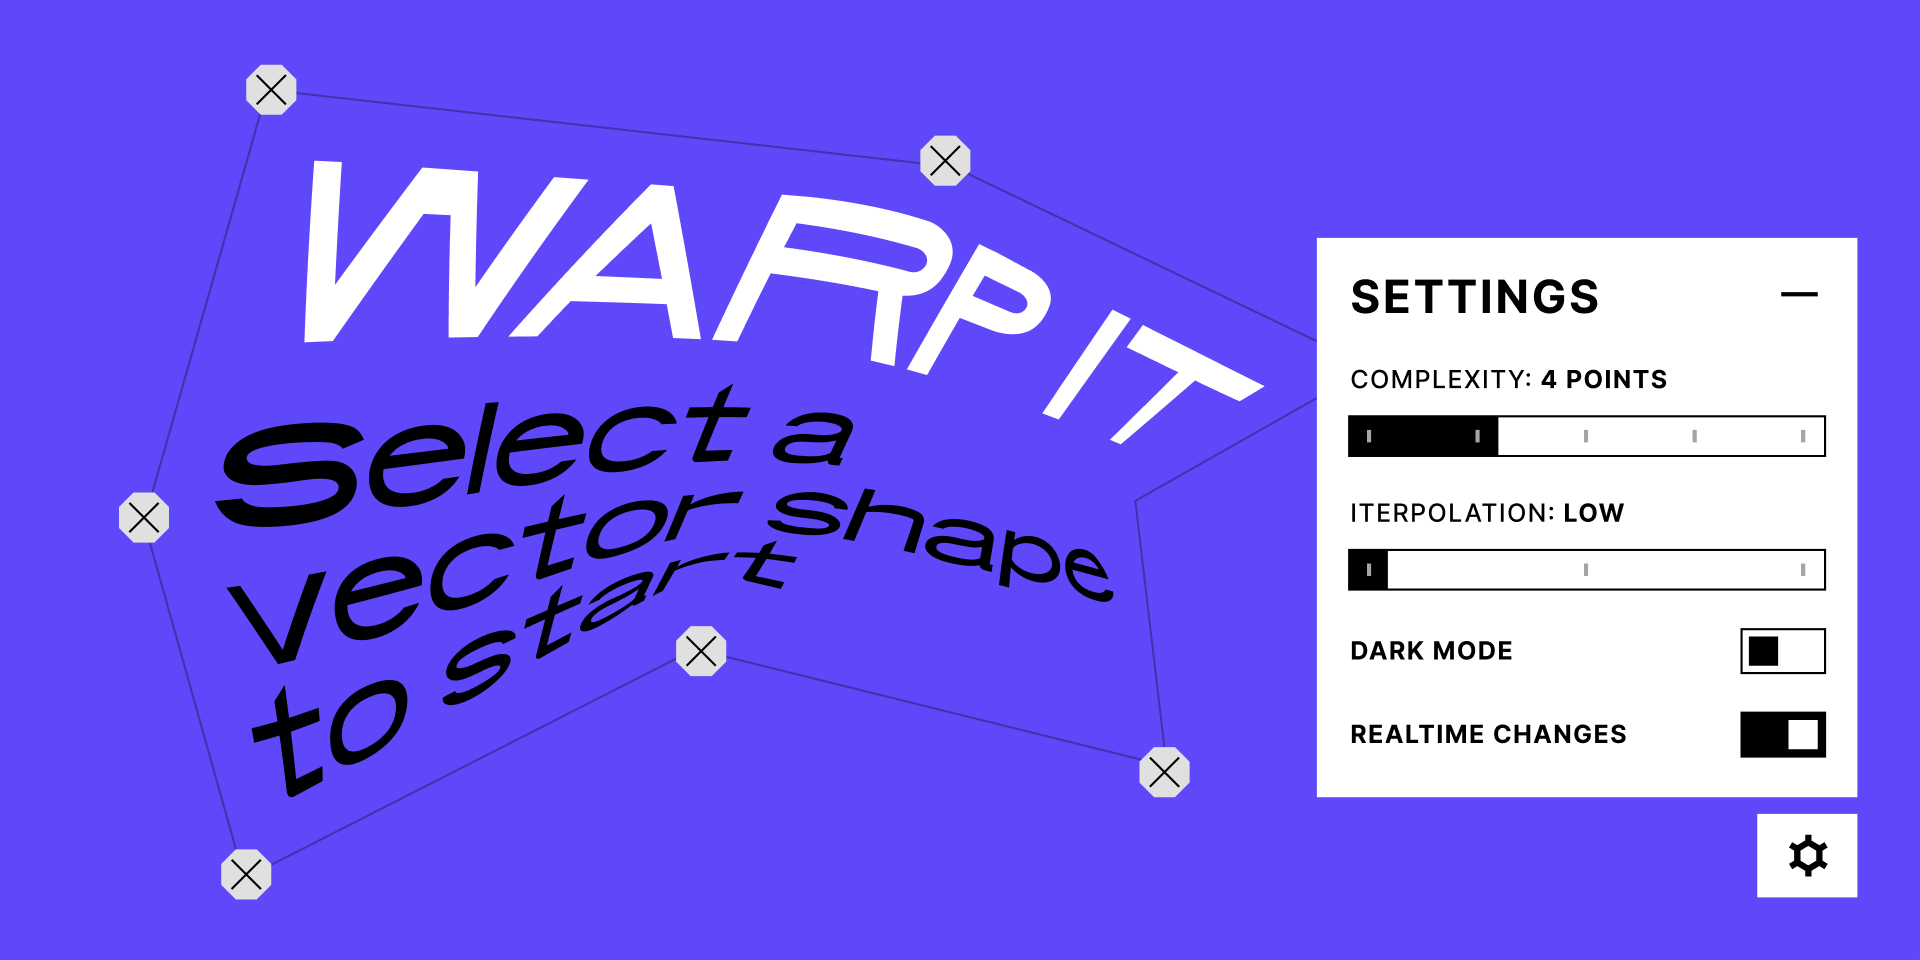 WARP IT
Select a
vector shape
to start
SETTINGS
COMPLEXITY: 4 POINTS
ITERPOLATION: LOW
DARK MODE
REALTIME CHANGES